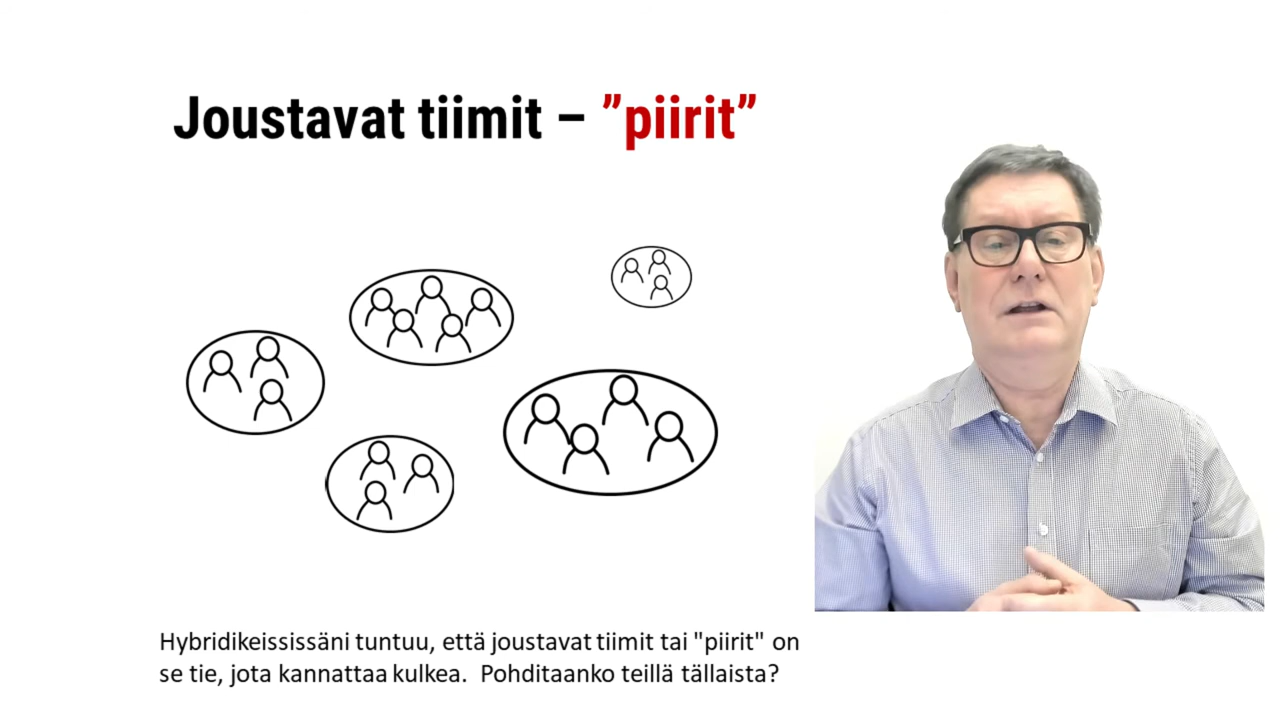 Joustavat tiimit – ”piirit”
Hybridikeississäni tuntuu, että joustavat tiimit tai "piirit" on
se tie, jota kannattaa kulkea.  Pohditaanko teillä tällaista?